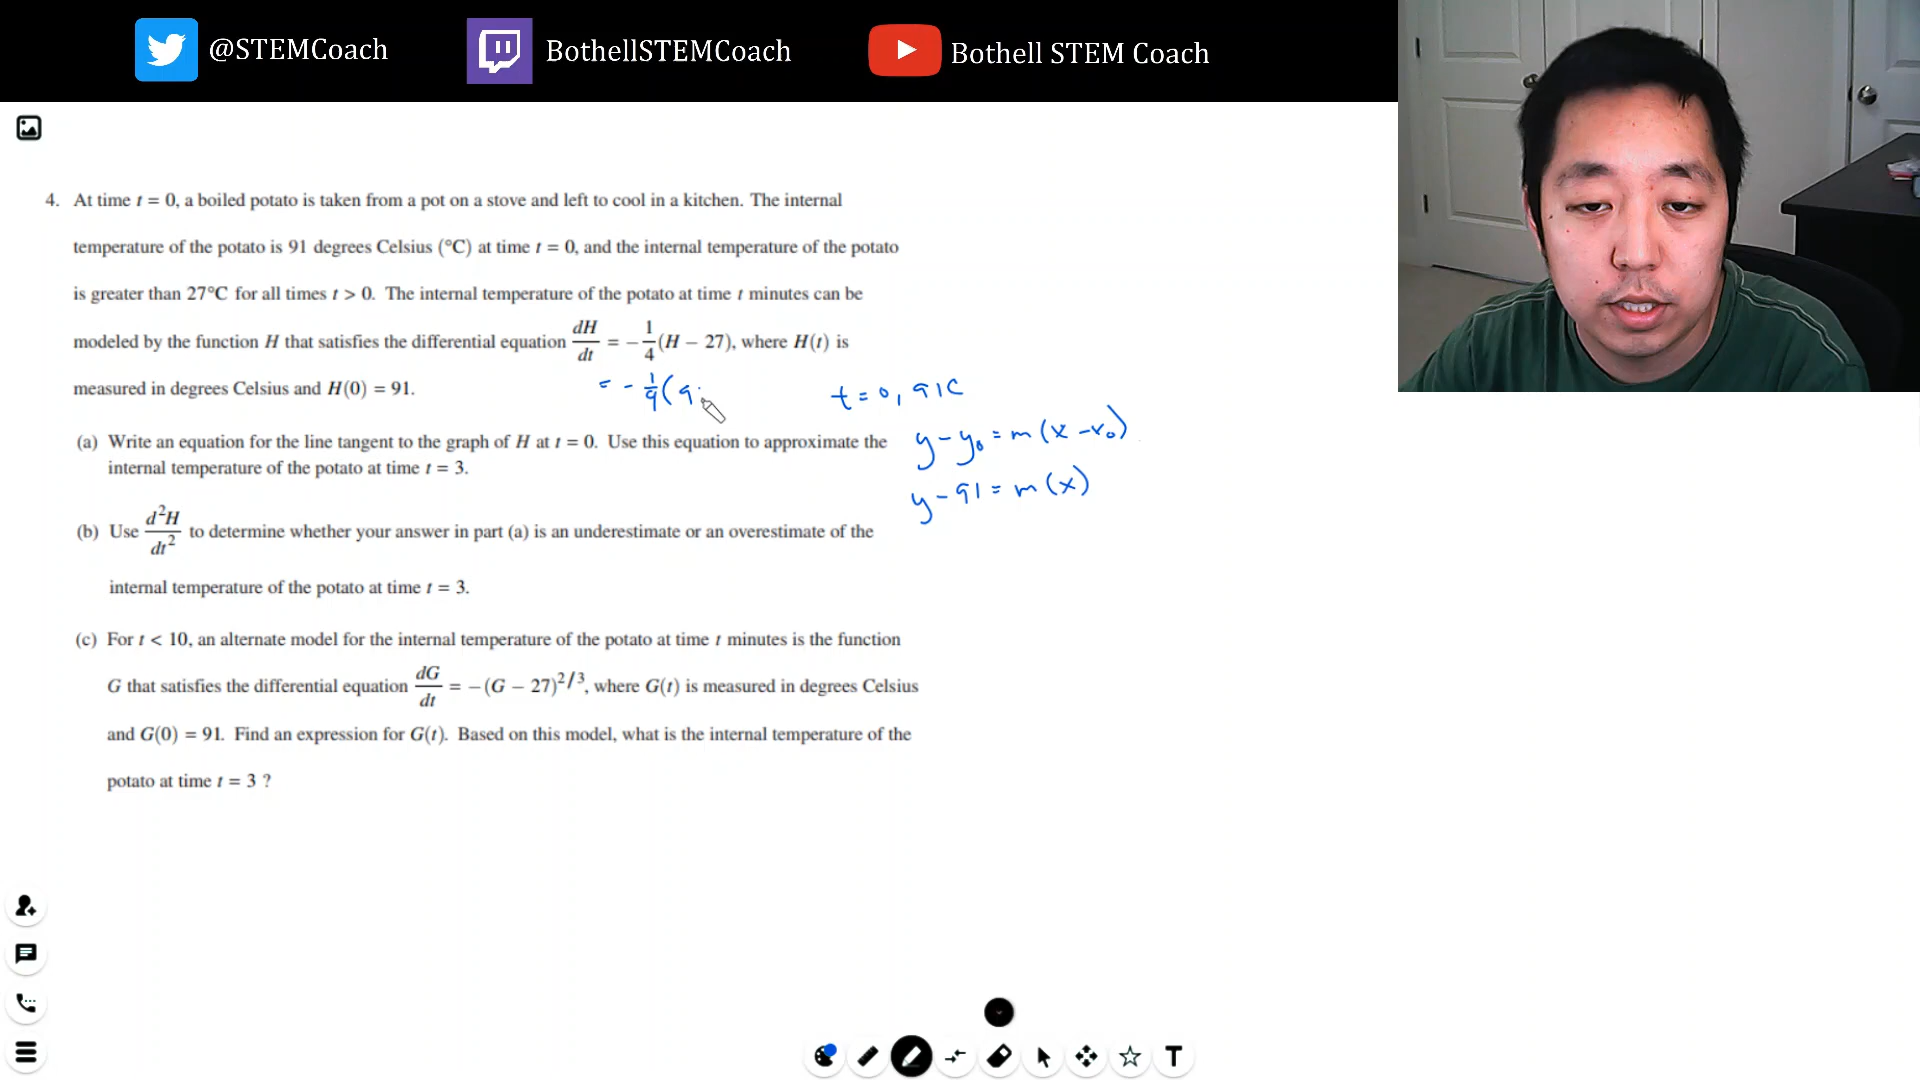 @STEMCoach
BothellSTEMCoach
Bothell STEM Coach
4. At time t = 0, a boiled potato is taken from a pot on a stove and left to cool in a kitchen. The internal
temperature of the potato is 91 degrees Celsius (°C) at time t = 0, and the internal temperature of the potato
is greater than 27°C for all times t > 0. The internal temperature of the potato at time t minutes can be
modeled by the function H that satisfies the differential equation dH/dt = -1/4(H - 27), where H(t) is
measured in degrees Celsius and H(0) = 91.
= - 1/9(9
t = 0, 91C
(a) Write an equation for the line tangent to the graph of H at t = 0. Use this equation to approximate the
internal temperature of the potato at time t = 3.
y - y₀ = m(x - x₀)
y - 91 = m(x)
(b) Use d²H/dt² to determine whether your answer in part (a) is an underestimate or an overestimate of the
internal temperature of the potato at time t = 3.
(c) For t < 10, an alternate model for the internal temperature of the potato at time t minutes is the function
G that satisfies the differential equation dG/dt = -(G - 27)^2/3, where G(t) is measured in degrees Celsius
and G(0) = 91. Find an expression for G(t). Based on this model, what is the internal temperature of the
potato at time t = 3 ?
T